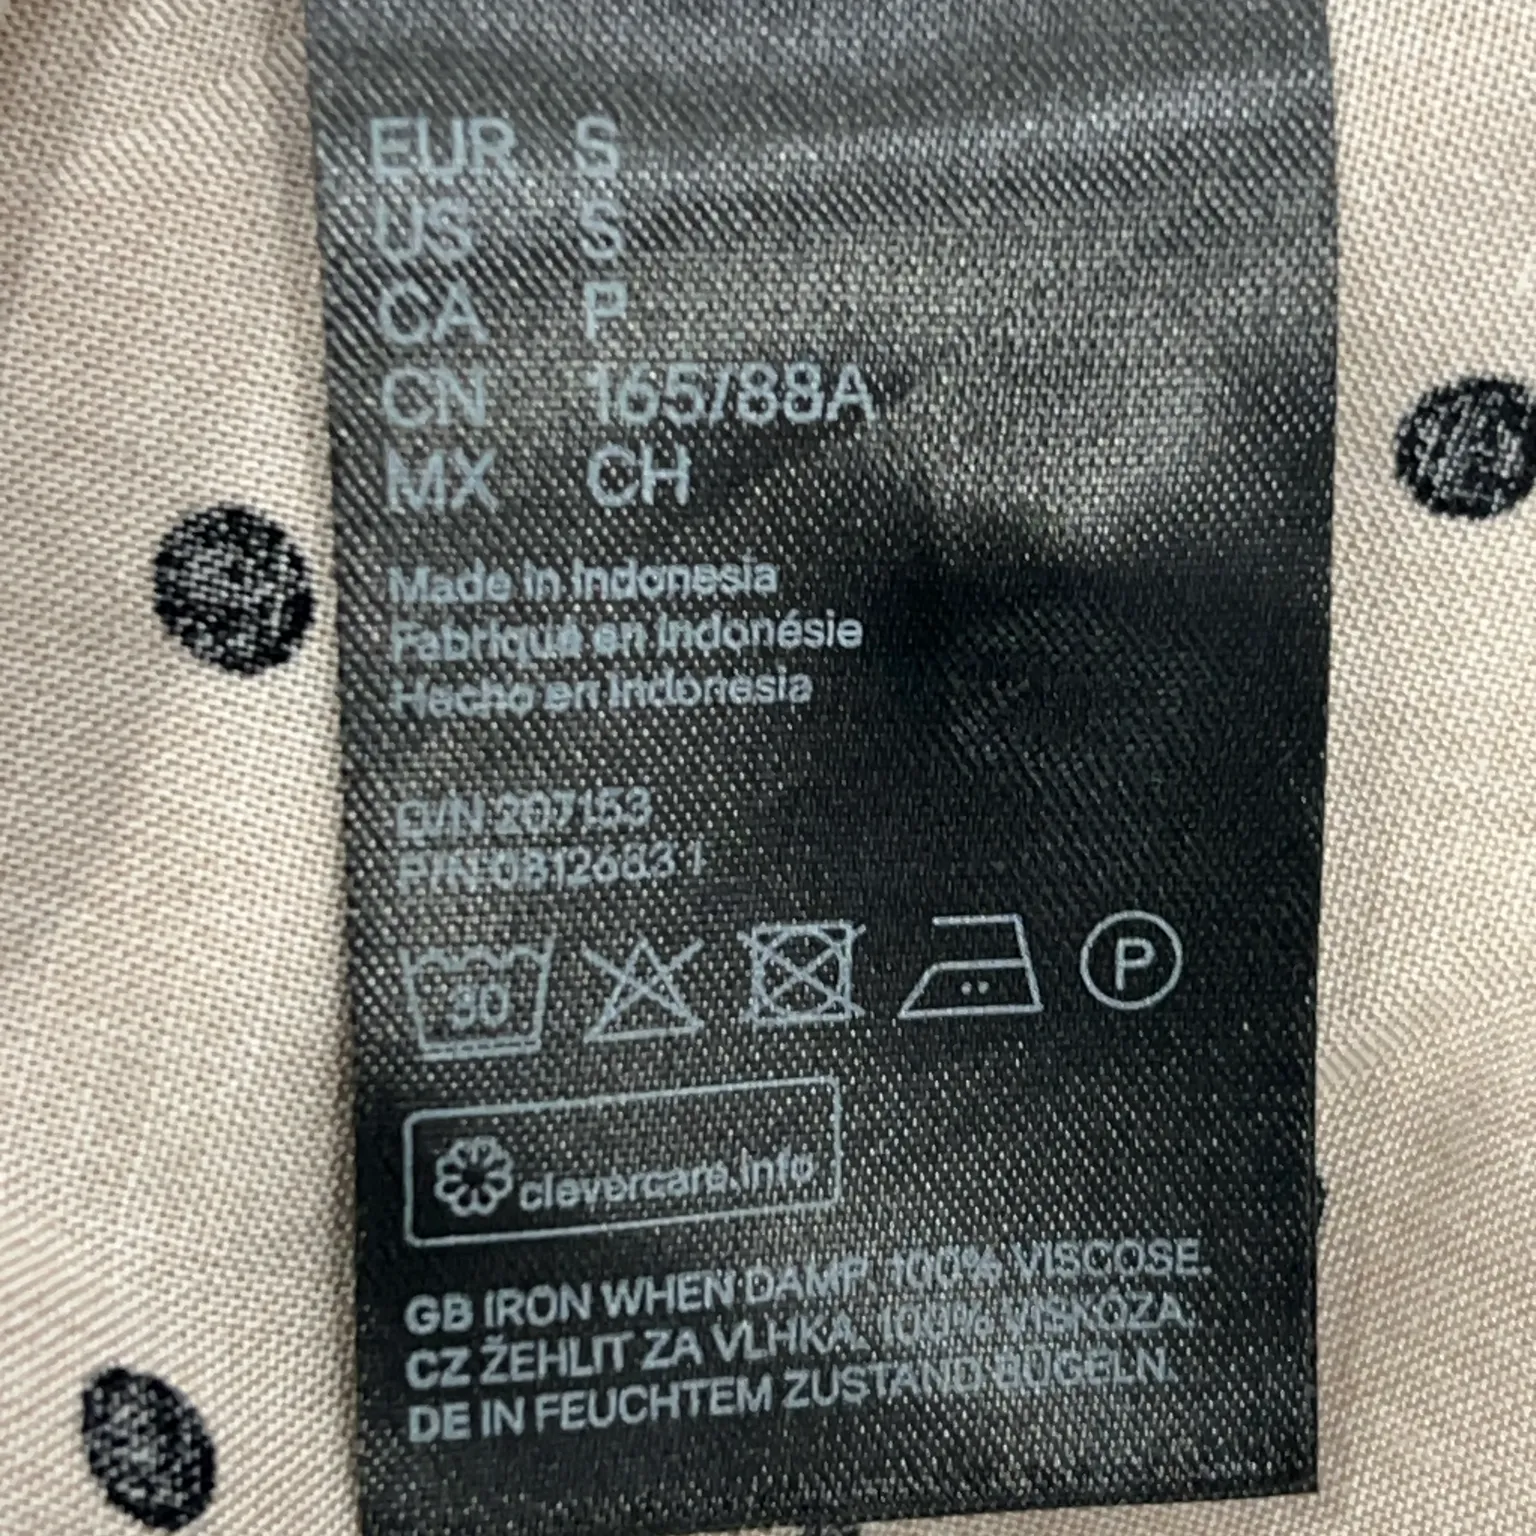 EUR S
US S
CA P
CN 165/88A
MX CH
Made in Indonesia
Fabriqué en Indonésie
Hecho en Indonesia
207153
30
P
clevercare.info
GB IRON WHEN DAMP. 100% VISCOSE.
CZ ŽEHLIT ZA VLHKA. 100% VISKÓZA.
DE IN FEUCHTEM ZUSTAND BÜGELN.